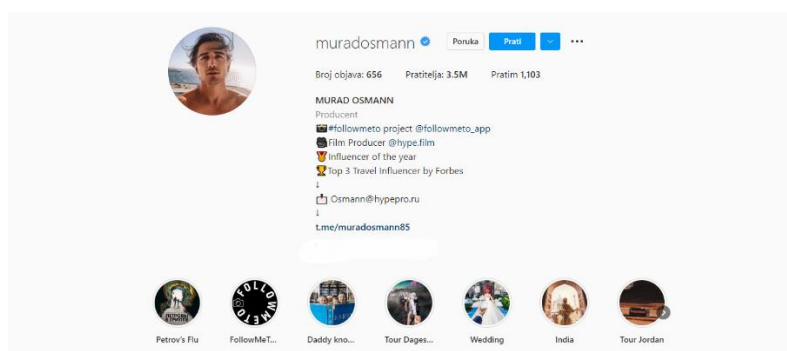 muradosmann Poruka Prati
Broj objava: 656 Pratitelja: 3.5M Pratim 1,103
MURAD OSMANN
Producent
#followmeto project @followmeto_app
Film Producer @hype.film
Influencer of the year
Top 3 Travel Influencer by Forbes
↓
Osmann@hypepro.ru
↓
t.me/muradosmann85
FOLLOW
METO
Petrov's Flu FollowMeT... Daddy kno... Tour Dages... Wedding India Tour Jordan